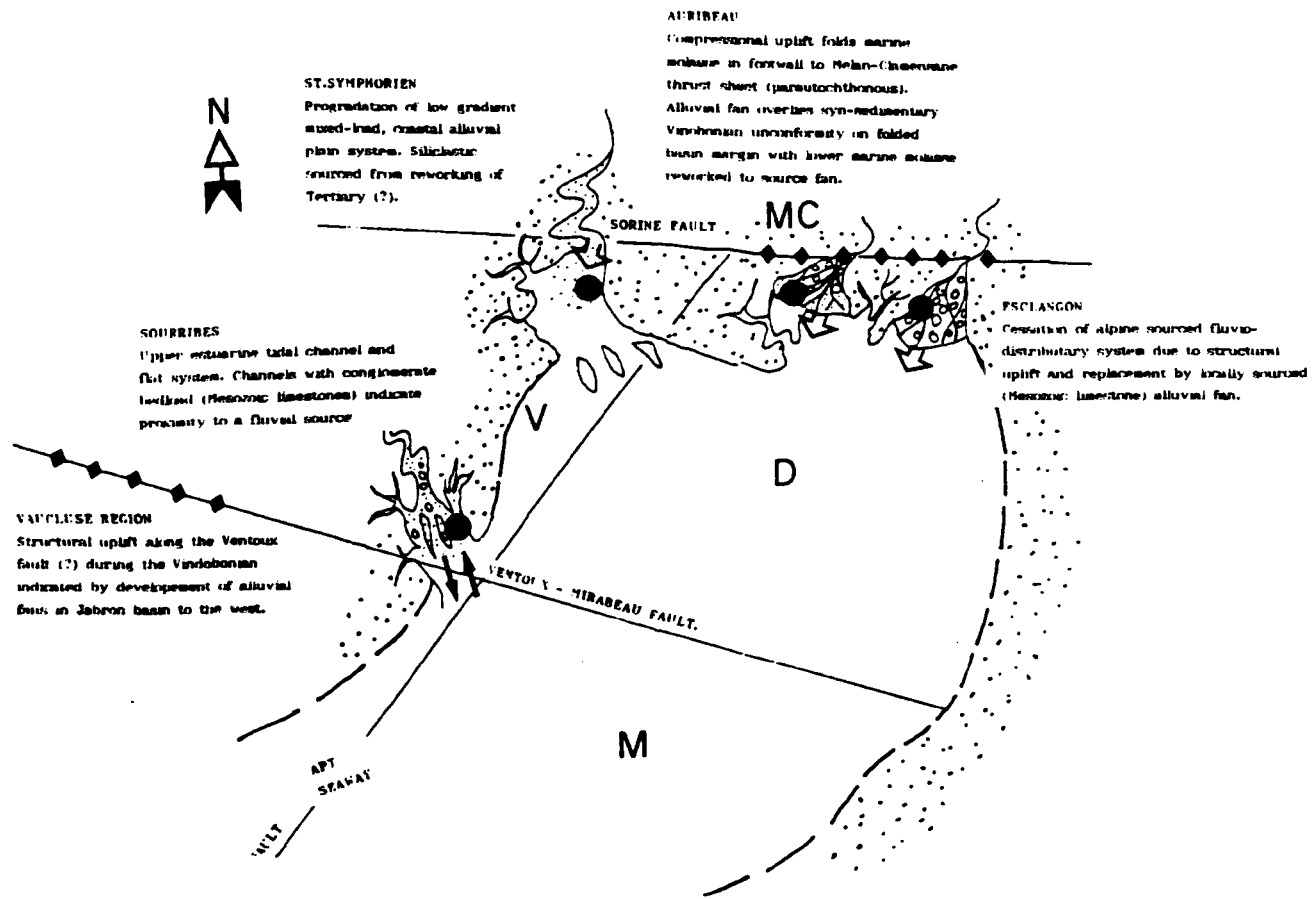 AURIBEAU
Compressional uplift folds marine
molasse in footwall to Melan-Clamensane
thrust sheet (parautochthonous).
Alluvial fan overlies syn-sedimentary
Vindobonian unconformity on folded
basin margin with lower marine molasse
reworked to source fan.
ST.SYMPHORIEN
Progradation of low gradient
mixed-load, coastal alluvial
plain system. Siliclastic
sourced from reworking of
Tertiary (?).
N
MC
SORINE FAULT
ESCLANGON
Cessation of alpine sourced fluvio-
distributary system due to structural
uplift and replacement by locally sourced
(Mesozoic limestone) alluvial fan.
SOURRIBES
Upper estuarine tidal channel and
flat system. Channels with conglomerate
bedload (Mesozoic limestones) indicate
proximity to a fluvial source
V
D
VAUCLUSE REGION
Structural uplift along the Ventoux
fault (?) during the Vindobonian
indicated by developement of alluvial
fans in Jabron basin to the west.
VENTOUX - MIRABEAU FAULT.
M
APT
SEAWAY
FAULT